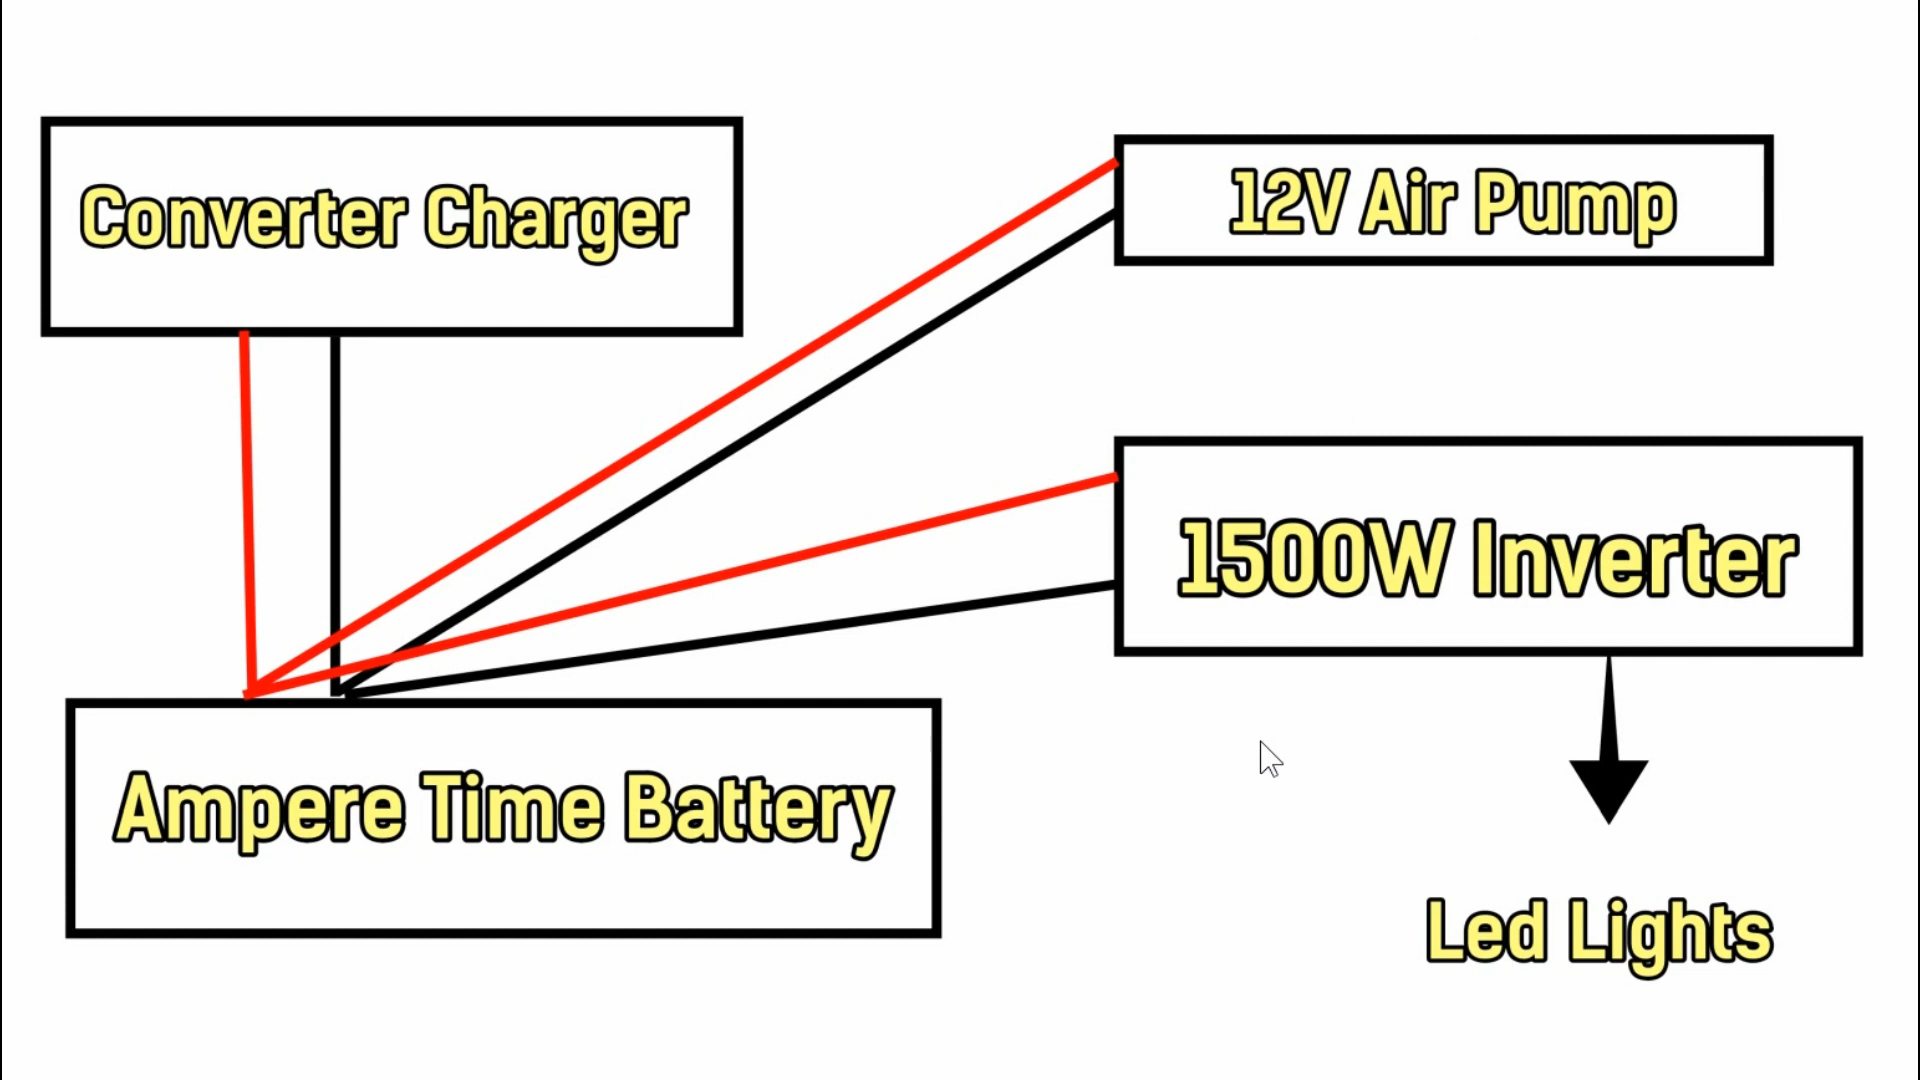 Converter Charger
12V Air Pump
1500W Inverter
Ampere Time Battery
Led Lights